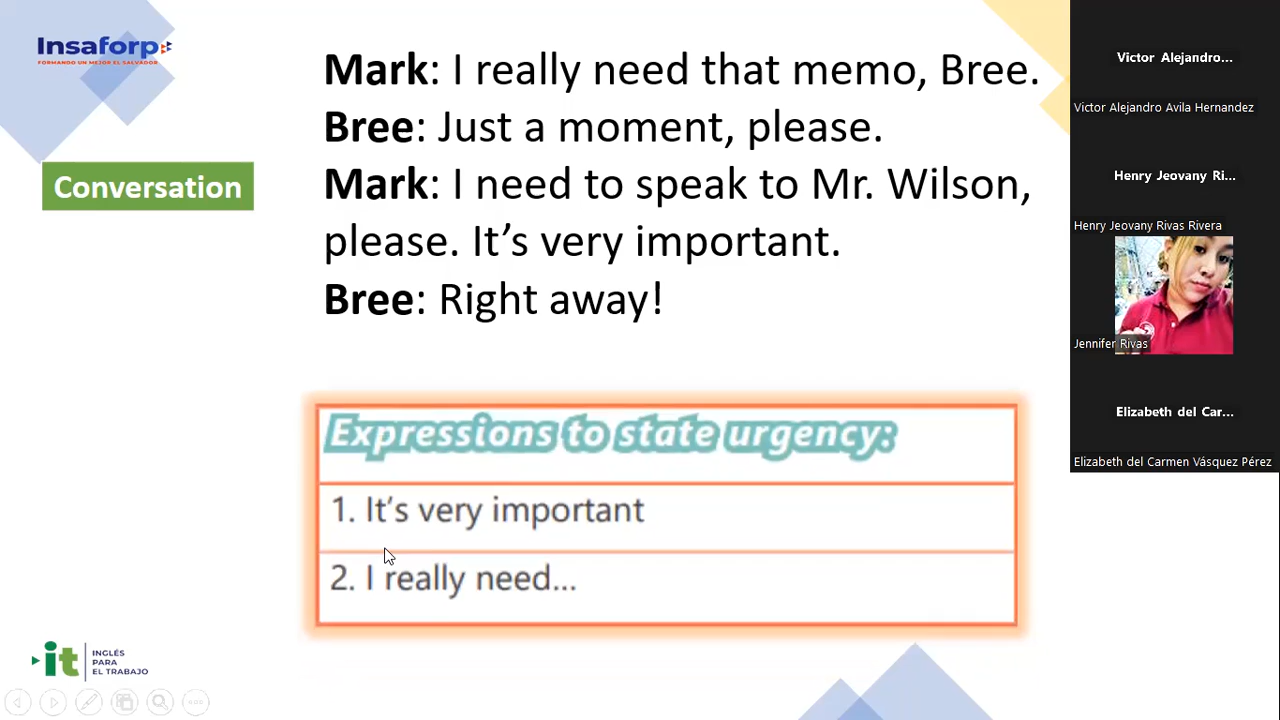 Insaforp
FORMANDO UN MEJOR EL SALVADOR
Conversation
Mark: I really need that memo, Bree.
Bree: Just a moment, please.
Mark: I need to speak to Mr. Wilson,
please. It’s very important.
Bree: Right away!
Expressions to state urgency:
1. It’s very important
2. I really need...
it
INGLÉS
PARA
EL TRABAJO
Victor Alejandro...
Victor Alejandro Avila Hernandez
Henry Jeovany Ri...
Henry Jeovany Rivas Rivera
Jennifer Rivas
Elizabeth del Car...
Elizabeth del Carmen Vásquez Pérez